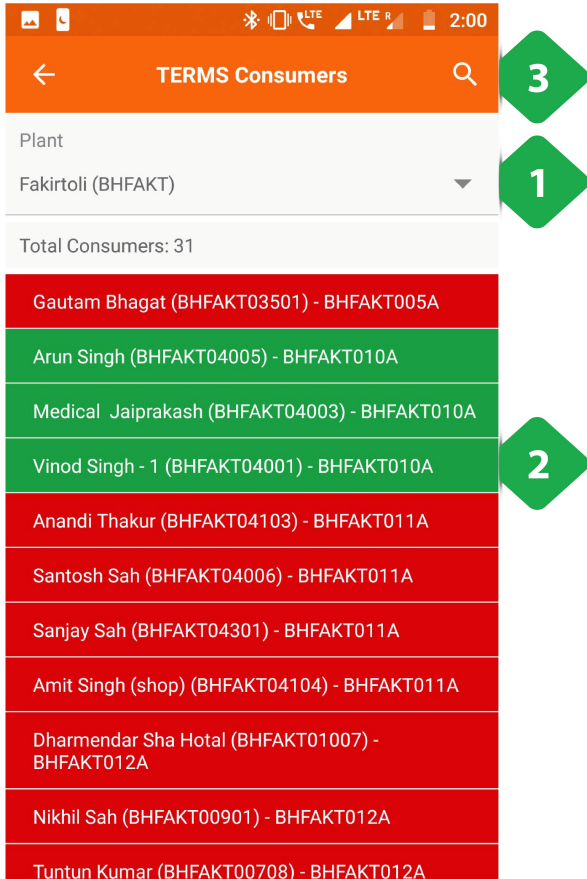 LTE LTE R 2:00
TERMS Consumers
3
Plant
Fakirtoli (BHFAKT)
1
Total Consumers: 31
Gautam Bhagat (BHFAKT03501) - BHFAKT005A
Arun Singh (BHFAKT04005) - BHFAKT010A
Medical  Jaiprakash (BHFAKT04003) - BHFAKT010A
Vinod Singh - 1 (BHFAKT04001) - BHFAKT010A
2
Anandi Thakur (BHFAKT04103) - BHFAKT011A
Santosh Sah (BHFAKT04006) - BHFAKT011A
Sanjay Sah (BHFAKT04301) - BHFAKT011A
Amit Singh (shop) (BHFAKT04104) - BHFAKT011A
Dharmendar Sha Hotal (BHFAKT01007) -
BHFAKT012A
Nikhil Sah (BHFAKT00901) - BHFAKT012A
Tuntun Kumar (BHFAKT00708) - BHFAKT012A